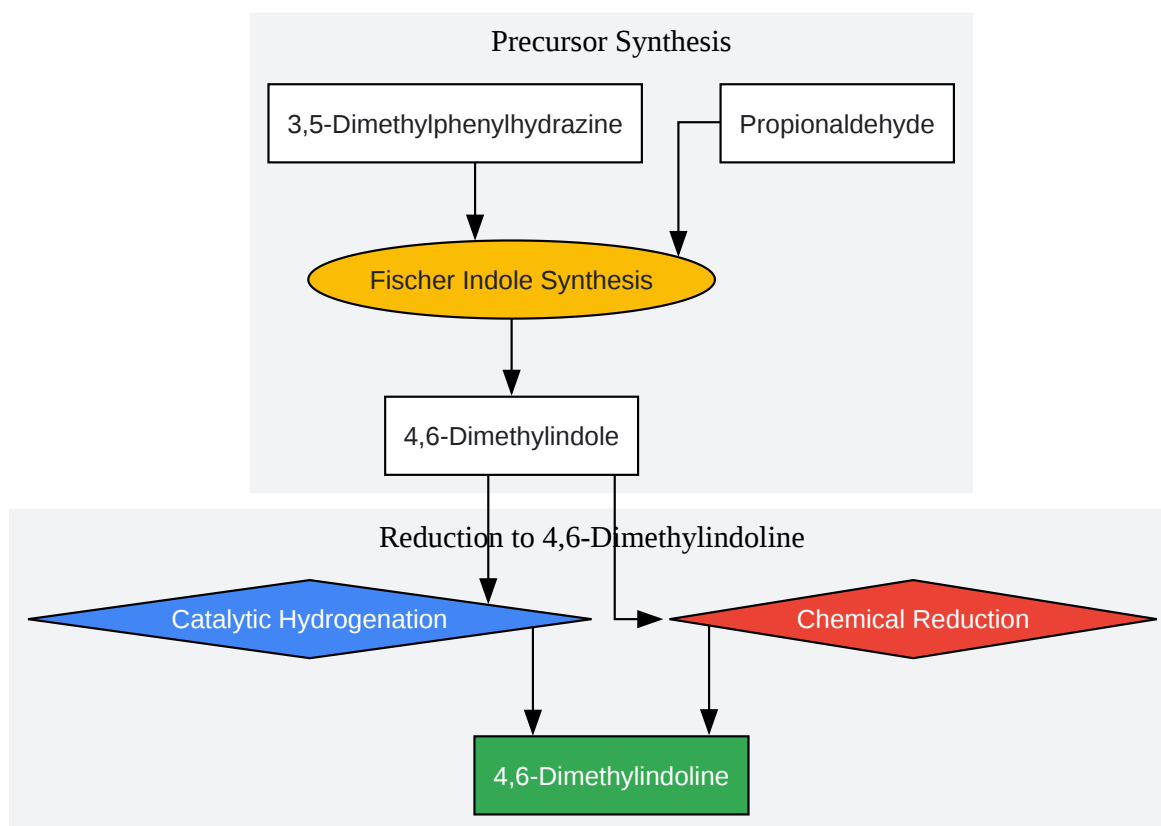 Precursor Synthesis
3,5-Dimethylphenylhydrazine
Propionaldehyde
Fischer Indole Synthesis
4,6-Dimethylindole
Reduction to 4,6-Dimethylindoline
Catalytic Hydrogenation
Chemical Reduction
4,6-Dimethylindoline